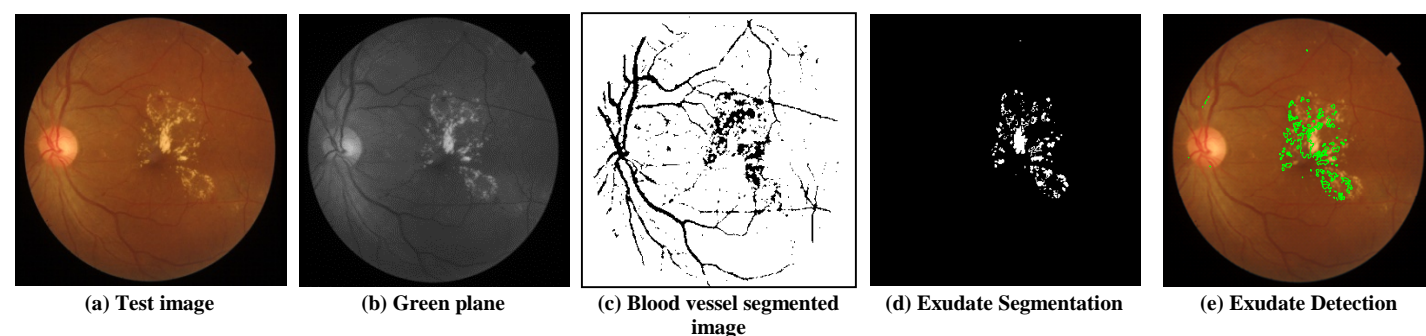 (a) Test image
(b) Green plane
(c) Blood vessel segmented
image
(d) Exudate Segmentation
(e) Exudate Detection